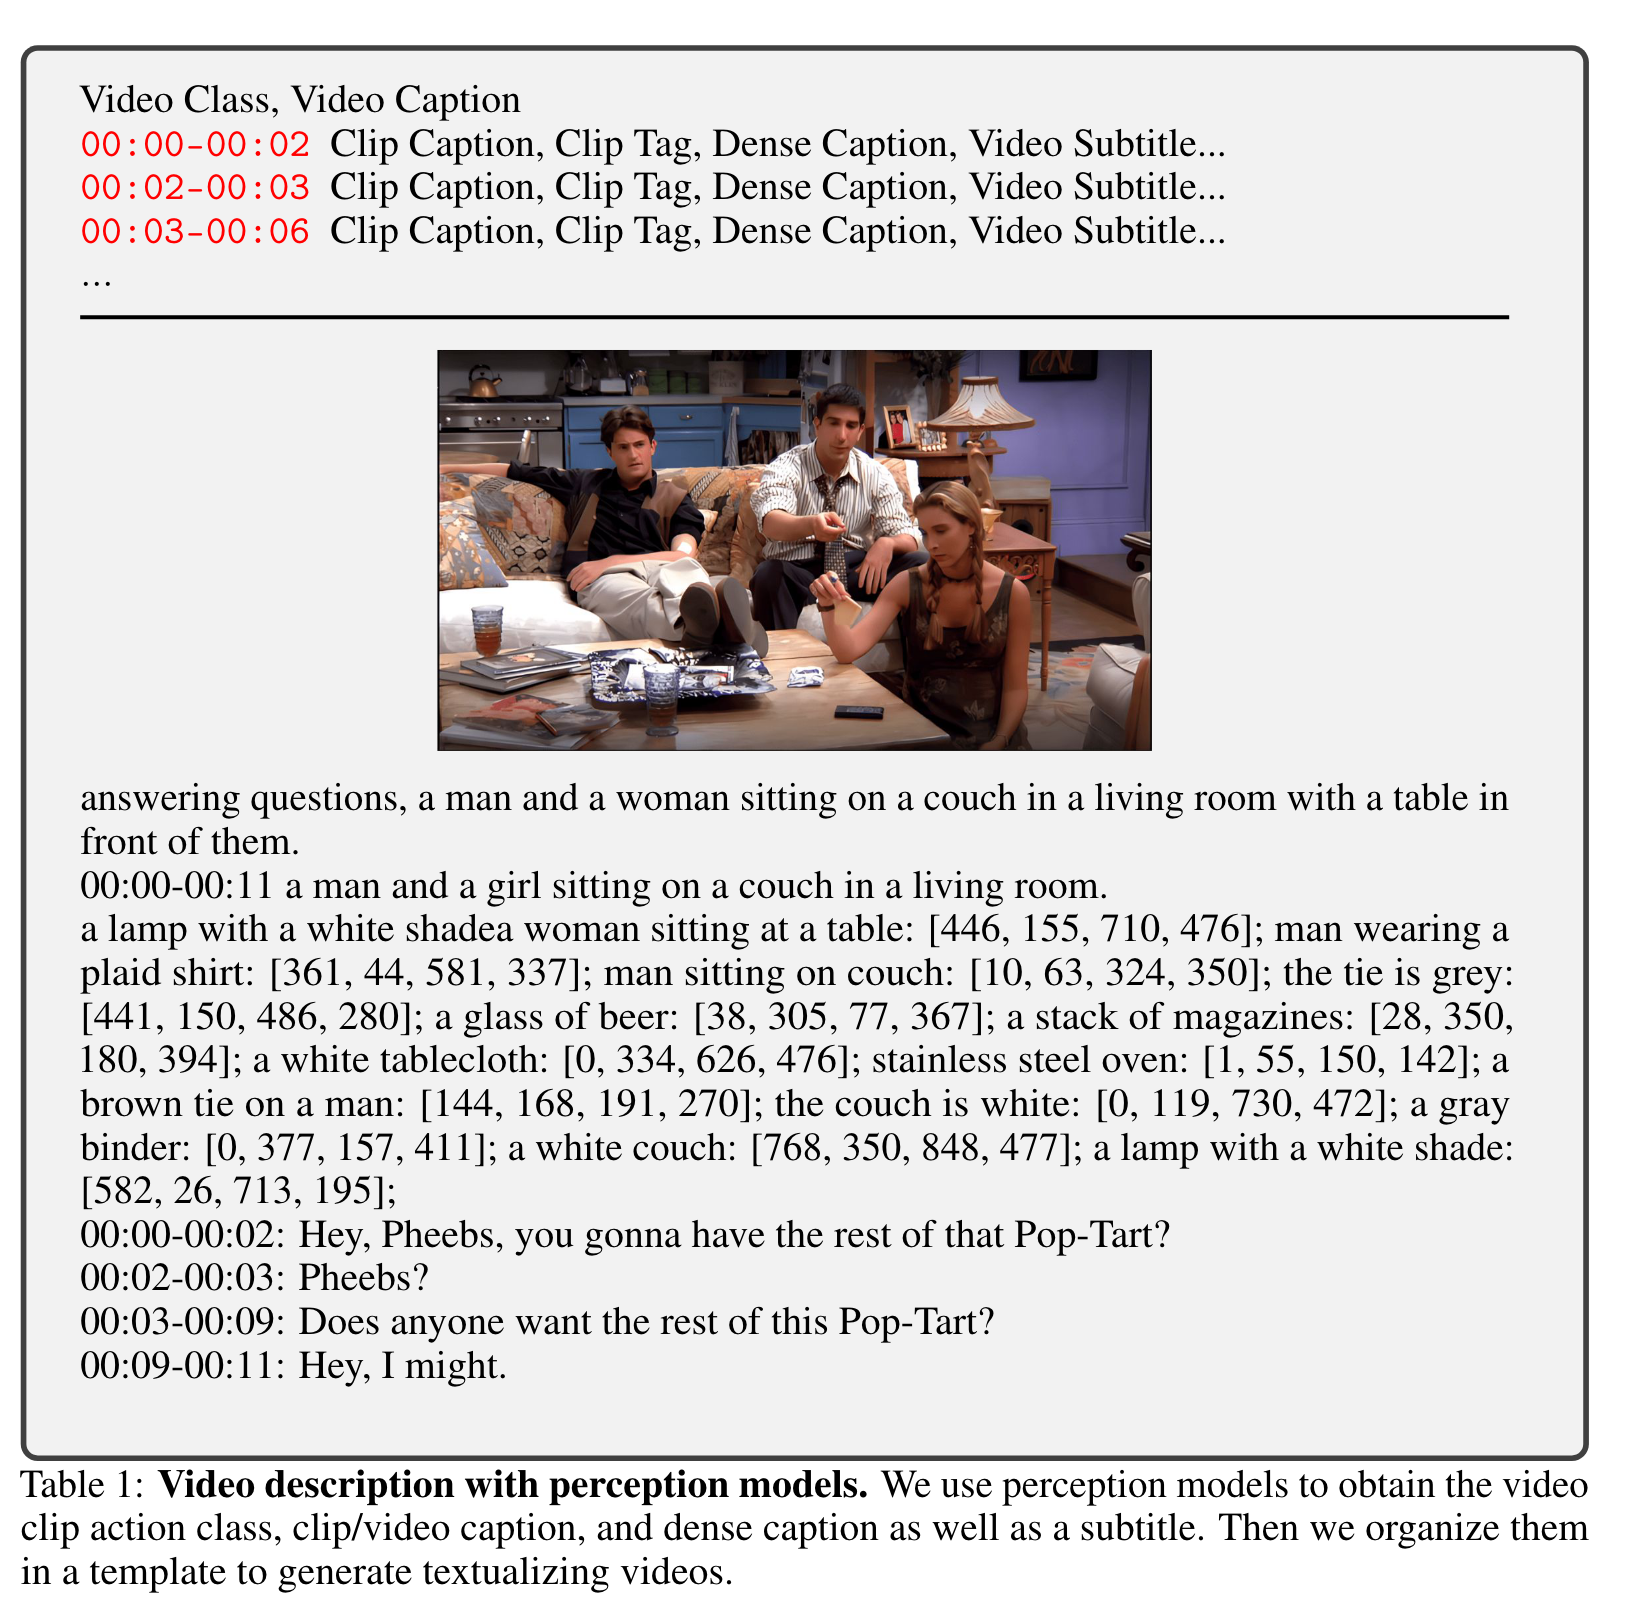 Video Class, Video Caption
00:00-00:02 Clip Caption, Clip Tag, Dense Caption, Video Subtitle...
00:02-00:03 Clip Caption, Clip Tag, Dense Caption, Video Subtitle...
00:03-00:06 Clip Caption, Clip Tag, Dense Caption, Video Subtitle...
...
answering questions, a man and a woman sitting on a couch in a living room with a table in
front of them.
00:00-00:11 a man and a girl sitting on a couch in a living room.
a lamp with a white shadea woman sitting at a table: [446, 155, 710, 476]; man wearing a
plaid shirt: [361, 44, 581, 337]; man sitting on couch: [10, 63, 324, 350]; the tie is grey:
[441, 150, 486, 280]; a glass of beer: [38, 305, 77, 367]; a stack of magazines: [28, 350,
180, 394]; a white tablecloth: [0, 334, 626, 476]; stainless steel oven: [1, 55, 150, 142]; a
brown tie on a man: [144, 168, 191, 270]; the couch is white: [0, 119, 730, 472]; a gray
binder: [0, 377, 157, 411]; a white couch: [768, 350, 848, 477]; a lamp with a white shade:
[582, 26, 713, 195];
00:00-00:02: Hey, Pheebs, you gonna have the rest of that Pop-Tart?
00:02-00:03: Pheebs?
00:03-00:09: Does anyone want the rest of this Pop-Tart?
00:09-00:11: Hey, I might.
Table 1: Video description with perception models. We use perception models to obtain the video
clip action class, clip/video caption, and dense caption as well as a subtitle. Then we organize them
in a template to generate textualizing videos.